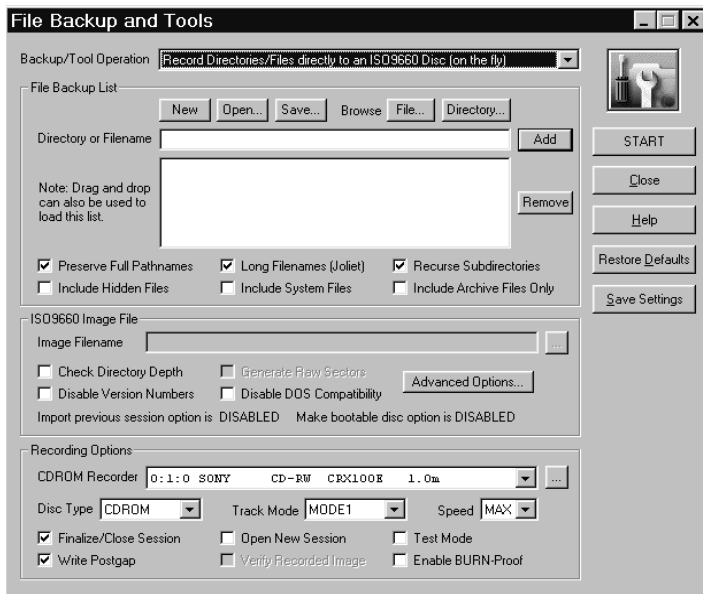 File Backup and Tools
Backup/Tool Operation Record Directories/Files directly to an ISO9660 Disc (on the fly)
File Backup List
New Open... Save... Browse File... Directory...
Directory or Filename Add
Note: Drag and drop
can also be used to
load this list.
Remove
Preserve Full Pathnames Long Filenames (Joliet) Recurse Subdirectories
Include Hidden Files Include System Files Include Archive Files Only
START
Close
Help
Restore Defaults
Save Settings
ISO9660 Image File
Image Filename ...
Check Directory Depth Generate Raw Sectors
Advanced Options...
Disable Version Numbers Disable DOS Compatibility
Import previous session option is DISABLED Make bootable disc option is DISABLED
Recording Options
CDROM Recorder 0:1:0 SONY CD-RW CRX100E 1.0m ...
Disc Type CDROM Track Mode MODE1 Speed MAX
Finalize/Close Session Open New Session Test Mode
Write Postgap Verify Recorded Image Enable BURN-Proof